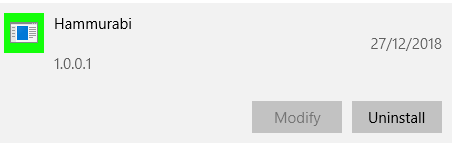 Hammurabi
27/12/2018
1.0.0.1
Modify
Uninstall